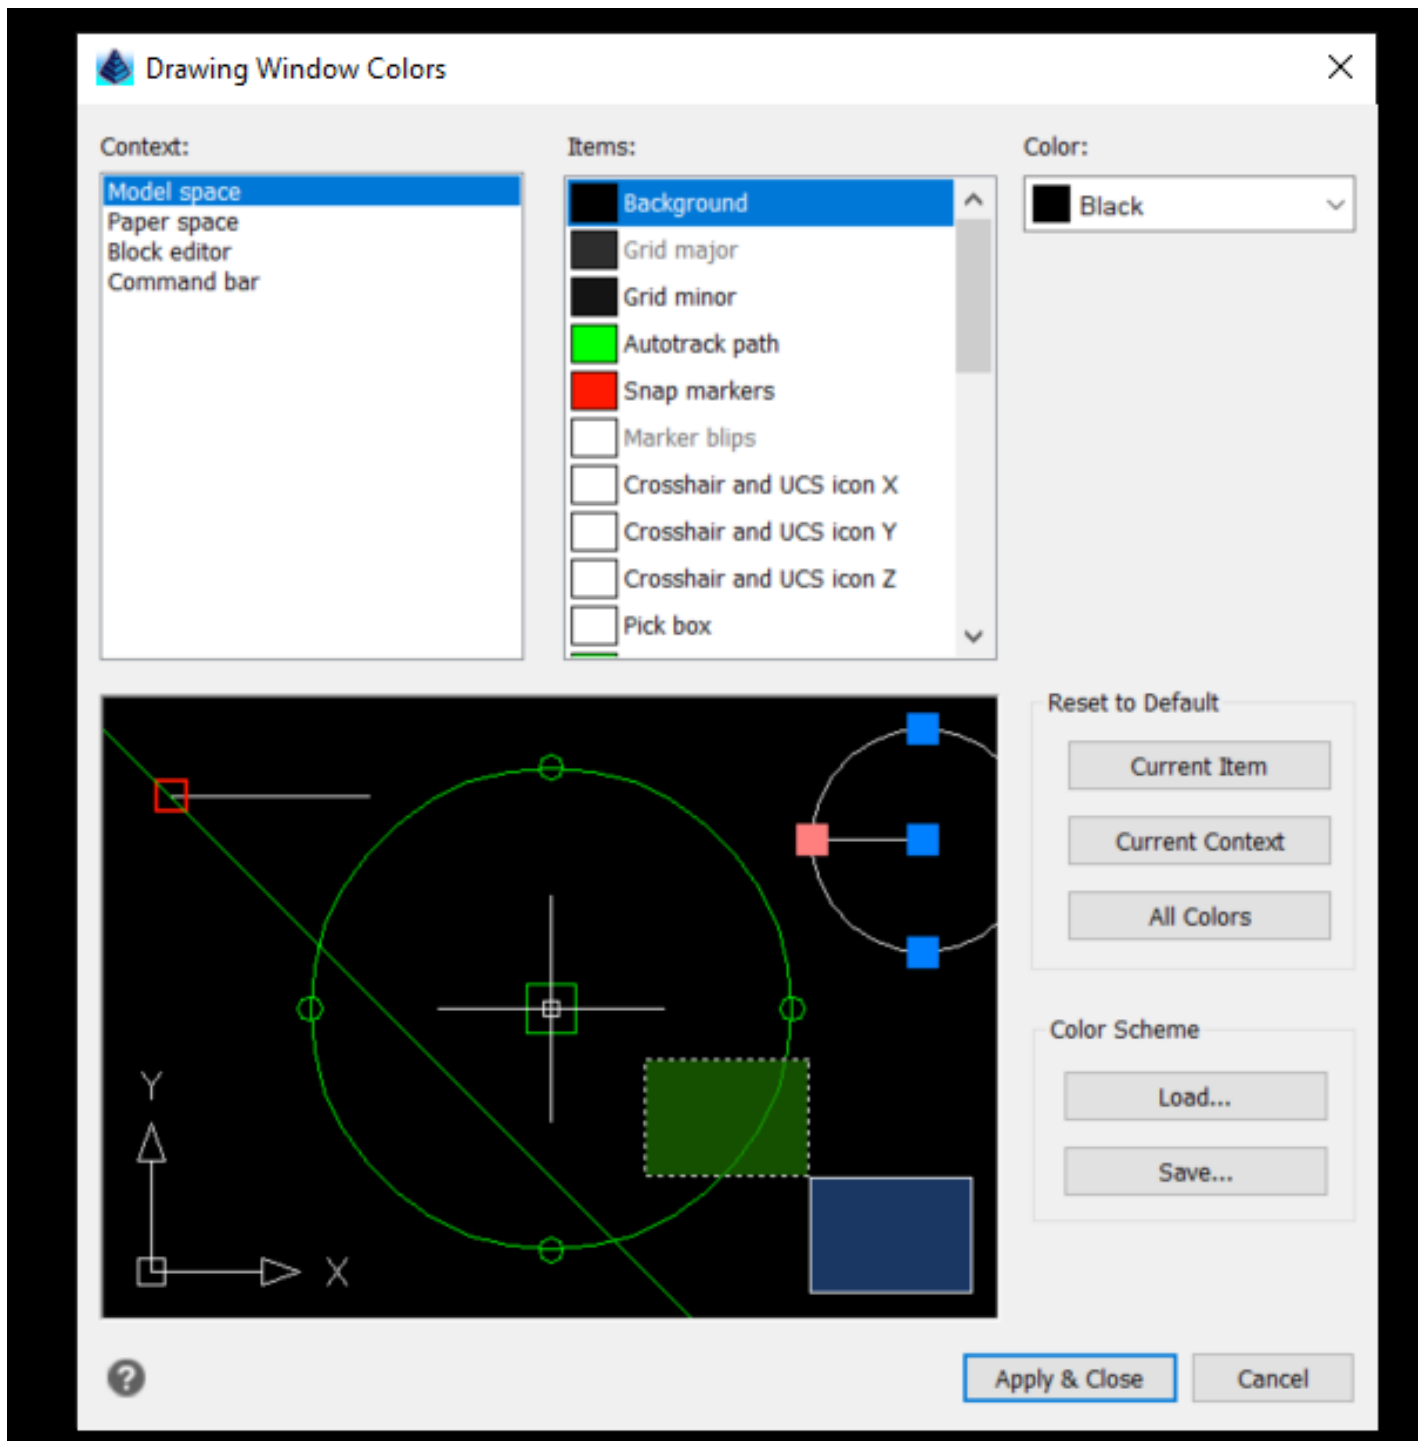 Drawing Window Colors
Context:
Items:
Color:
Model space
Paper space
Block editor
Command bar
Background
Grid major
Grid minor
Autotrack path
Snap markers
Marker blips
Crosshair and UCS icon X
Crosshair and UCS icon Y
Crosshair and UCS icon Z
Pick box
Black
Y
X
Reset to Default
Current Item
Current Context
All Colors
Color Scheme
Load...
Save...
?
Apply & Close
Cancel